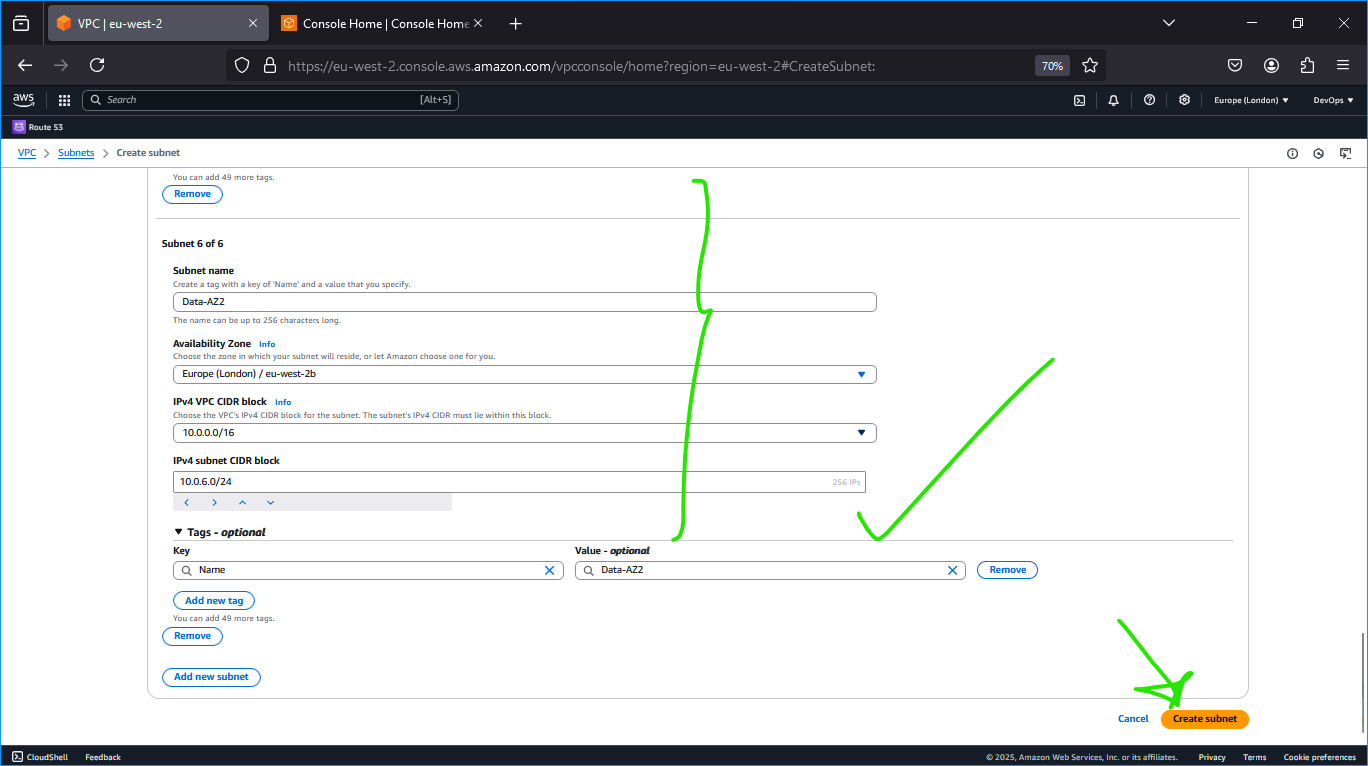 VPC | eu-west-2
Console Home | Console Home
https://eu-west-2.console.aws.amazon.com/vpcconsole/home?region=eu-west-2#CreateSubnet:
70%
aws
Search
[Alt+S]
Europe (London)
DevOps
Route 53
VPC
Subnets
Create subnet
You can add 49 more tags.
Remove
Subnet 6 of 6
Subnet name
Create a tag with a key of 'Name' and a value that you specify.
Data-AZ2
The name can be up to 256 characters long.
Availability Zone Info
Choose the zone in which your subnet will reside, or let Amazon choose one for you.
Europe (London) / eu-west-2b
IPv4 VPC CIDR block Info
Choose the VPC's IPv4 CIDR block for the subnet. The subnet's IPv4 CIDR must lie within this block.
10.0.0.0/16
IPv4 subnet CIDR block
10.0.6.0/24
256 IPs
Tags - optional
Key
Value - optional
Name
Data-AZ2
Remove
Add new tag
You can add 49 more tags.
Remove
Add new subnet
Cancel
Create subnet
CloudShell
Feedback
© 2025, Amazon Web Services, Inc. or its affiliates.
Privacy
Terms
Cookie preferences